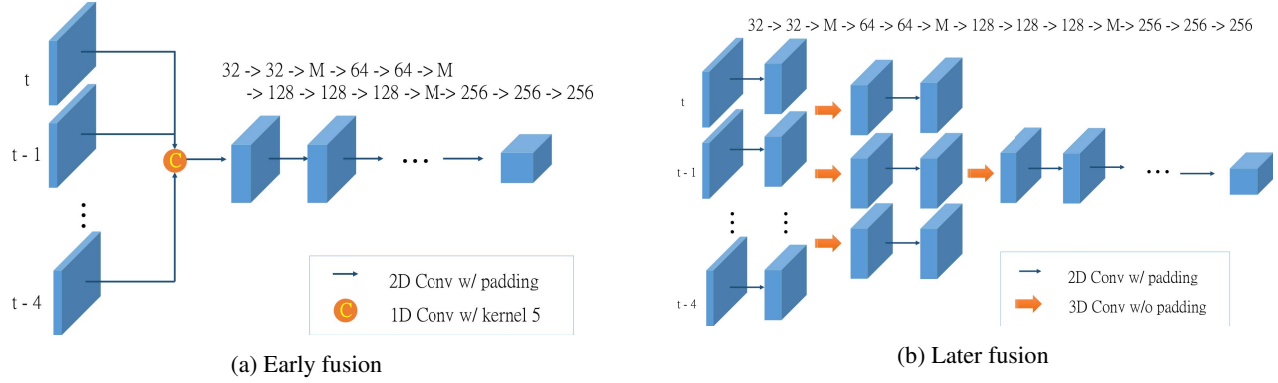 t
t - 1
t - 4
C
32 -> 32 -> M -> 64 -> 64 -> M
-> 128 -> 128 -> 128 -> M-> 256 -> 256 -> 256
2D Conv w/ padding
C
1D Conv w/ kernel 5
(a) Early fusion
32 -> 32 -> M -> 64 -> 64 -> M -> 128 -> 128 -> 128 -> M-> 256 -> 256 -> 256
t
t - 1
t - 4
2D Conv w/ padding
3D Conv w/o padding
(b) Later fusion